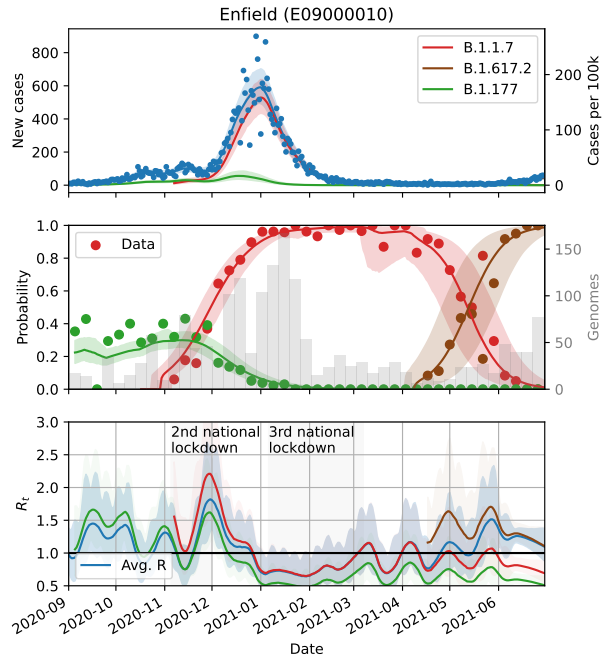 Enfield (E09000010)
New cases
800
600
400
200
0
B.1.1.7
B.1.617.2
B.1.177
200
100
0
Cases per 100k
Probability
1.0
0.8
0.6
0.4
0.2
0.0
Data
150
100
50
0
Genomes
Rt
3.0
2.5
2.0
1.5
1.0
0.5
2nd national
lockdown
3rd national
lockdown
Avg. R
2020-09
2020-10
2020-11
2020-12
2021-01
2021-02
2021-03
2021-04
2021-05
2021-06
Date